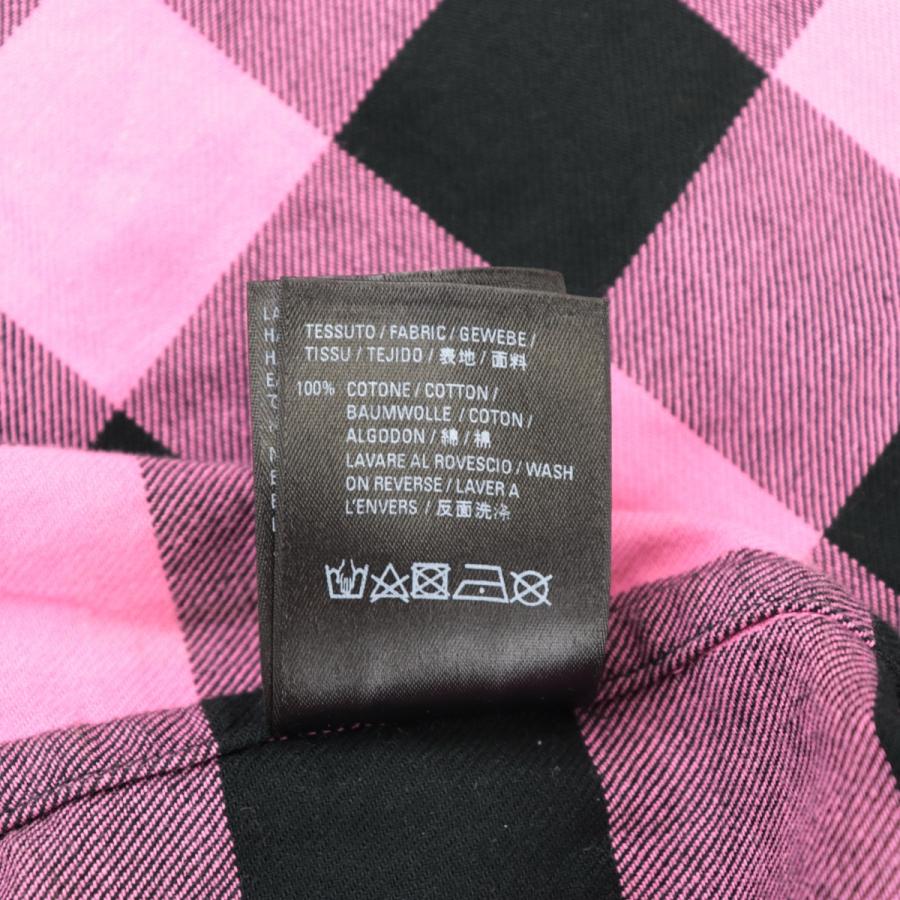 TESSUTO / FABRIC / GEWEBE /
TISSU / TEJIDO / 表地 / 面料
100% COTONE / COTTON /
BAUMWOLLE / COTON /
ALGODON / 綿 / 棉
LAVARE AL ROVESCIO / WASH
ON REVERSE / LAVER A
L'ENVERS / 反面洗涤